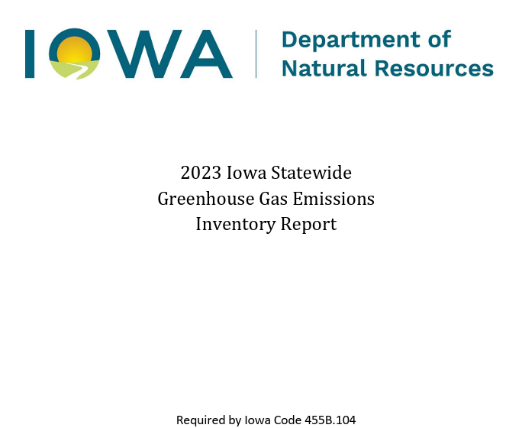 IOWA
Department of
Natural Resources
2023 Iowa Statewide
Greenhouse Gas Emissions
Inventory Report
Required by Iowa Code 455B.104